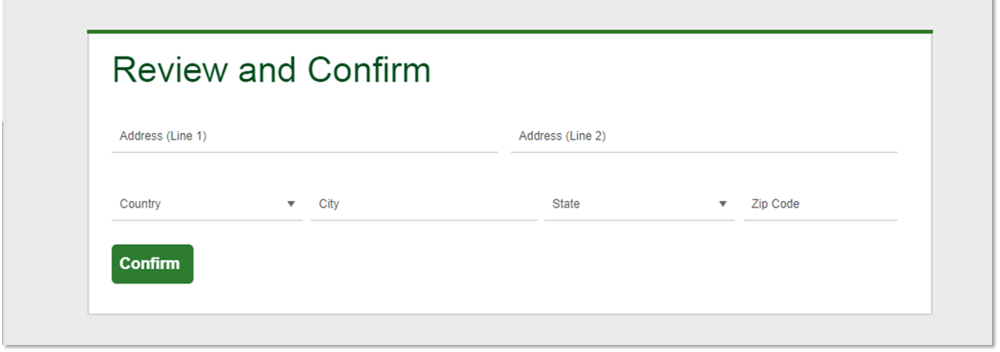 Review and Confirm
Address (Line 1) Address (Line 2)
Country City State Zip Code
Confirm